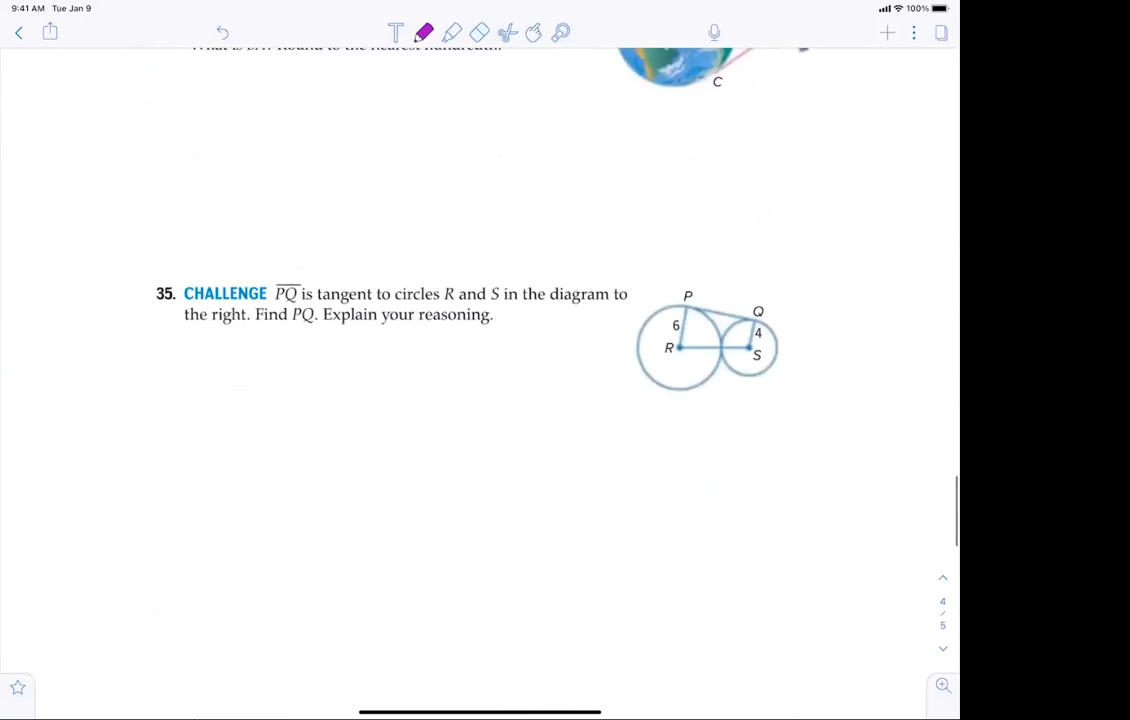 9:41 AM Tue Jan 9
100%
C
35. CHALLENGE PQ is tangent to circles R and S in the diagram to
the right. Find PQ. Explain your reasoning.
P
Q
6
4
R
S
4
/
5